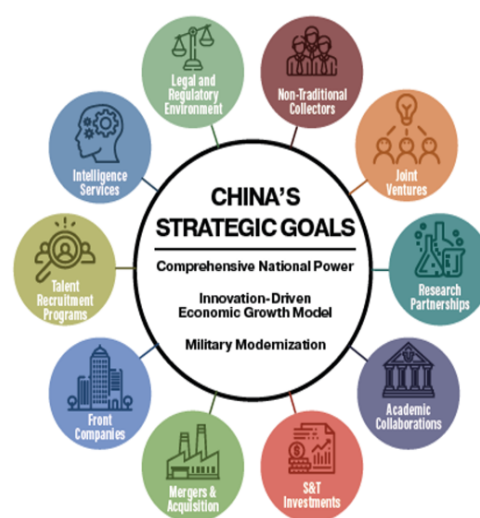 CHINA'S
STRATEGIC GOALS
Comprehensive National Power
Innovation-Driven
Economic Growth Model
Military Modernization
Legal and
Regulatory
Environment
Non-Traditional
Collectors
Joint
Ventures
Research
Partnerships
Academic
Collaborations
S&T
Investments
Mergers &
Acquisition
Front
Companies
Talent
Recruitment
Programs
Intelligence
Services